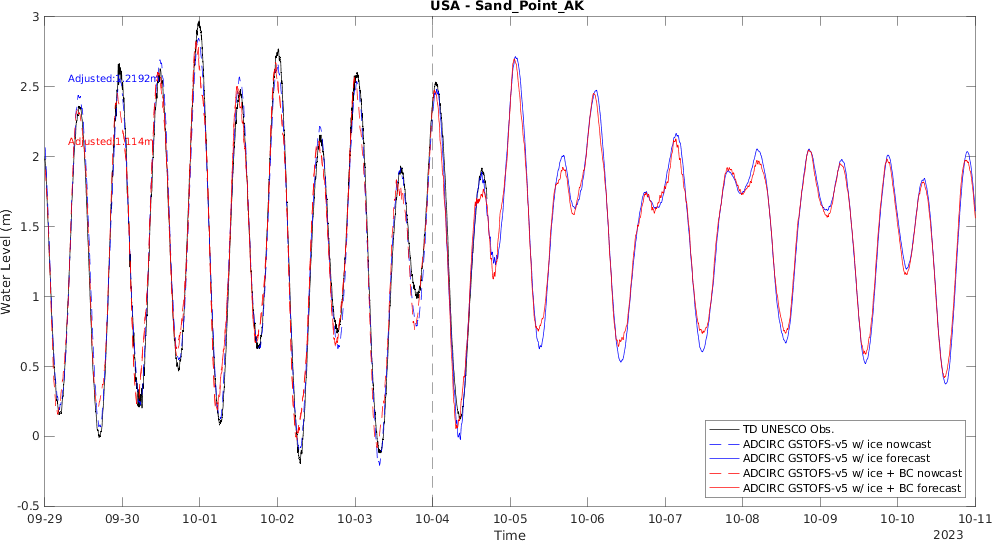 USA - Sand_Point_AK
3
2.5
2
1.5
1
0.5
0
-0.5
Water Level (m)
Adjusted:1.2192m
Adjusted:1.114m
TD UNESCO Obs.
ADCIRC GSTOFS-v5 w/ ice nowcast
ADCIRC GSTOFS-v5 w/ ice forecast
ADCIRC GSTOFS-v5 w/ ice + BC nowcast
ADCIRC GSTOFS-v5 w/ ice + BC forecast
09-29 09-30 10-01 10-02 10-03 10-04 10-05 10-06 10-07 10-08 10-09 10-10 10-11
Time
2023